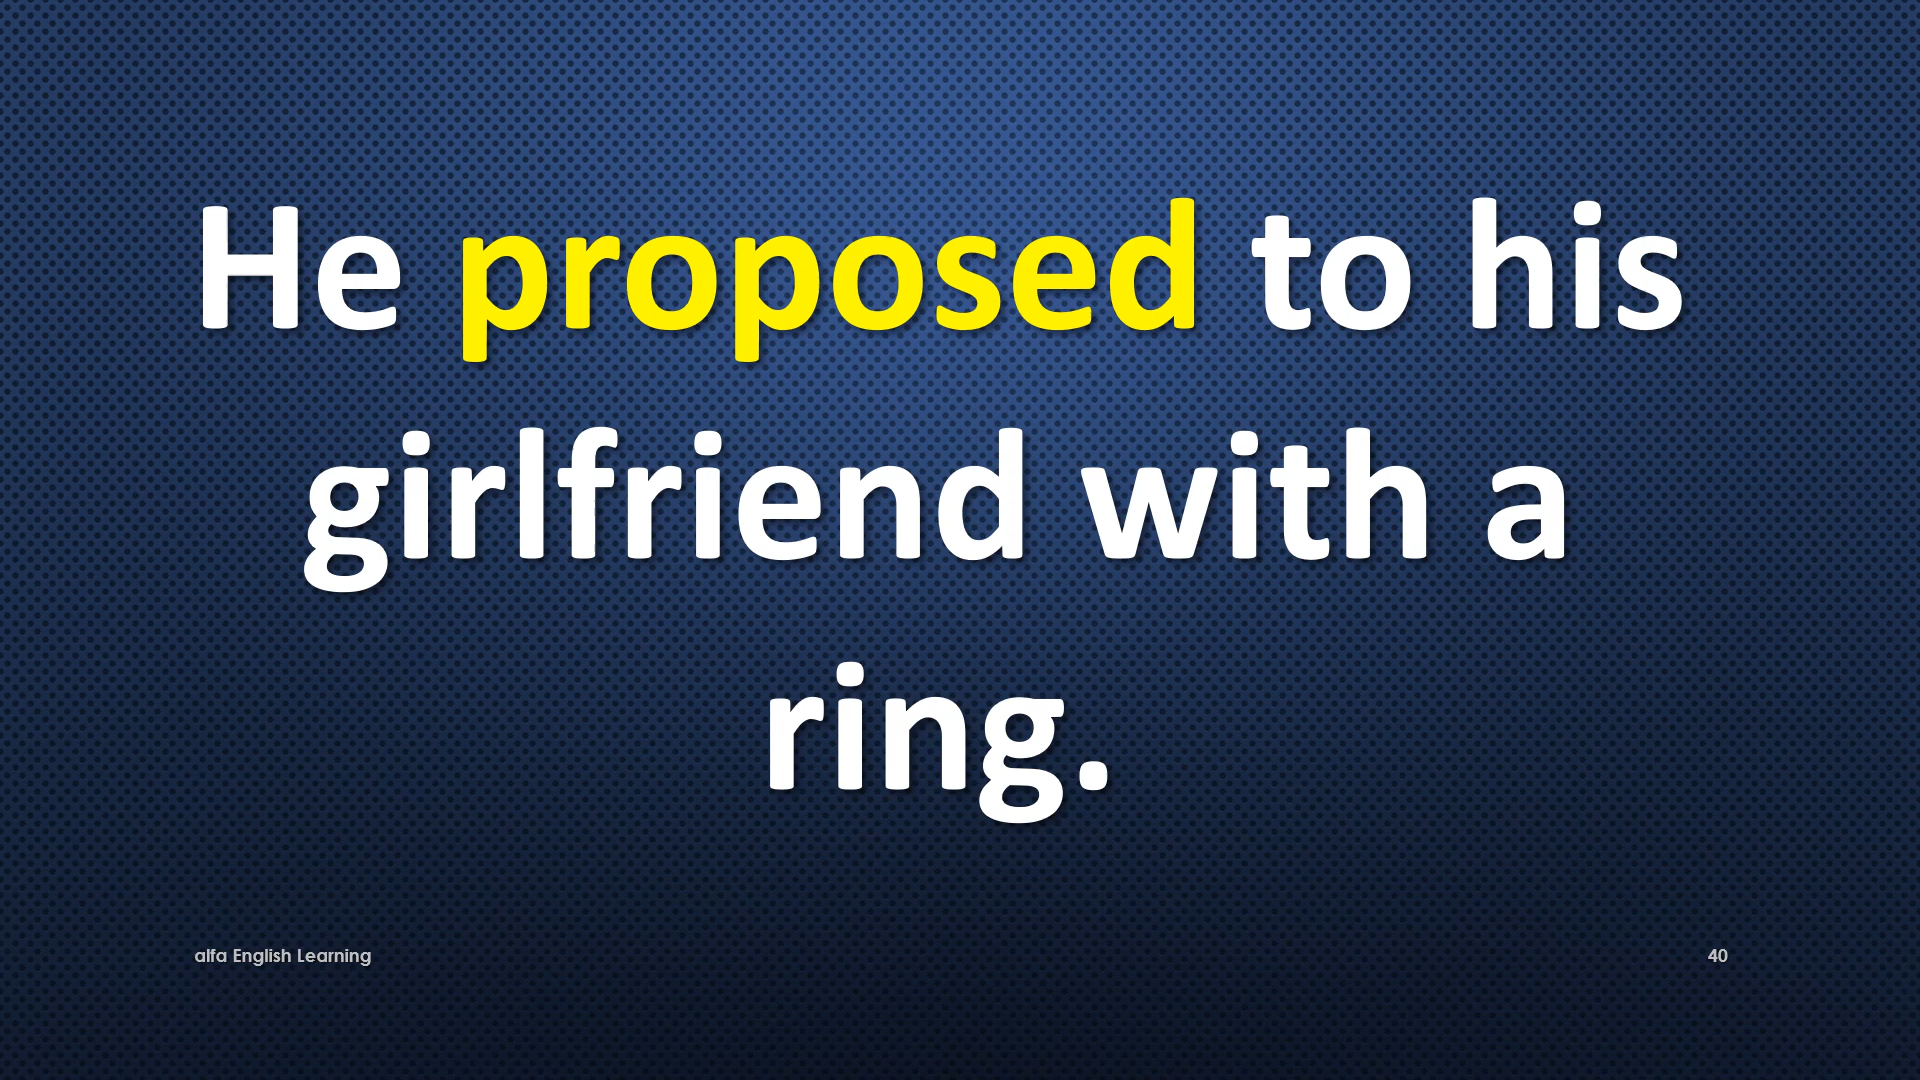 He proposed to his
girlfriend with a
ring.
alfa English Learning
40